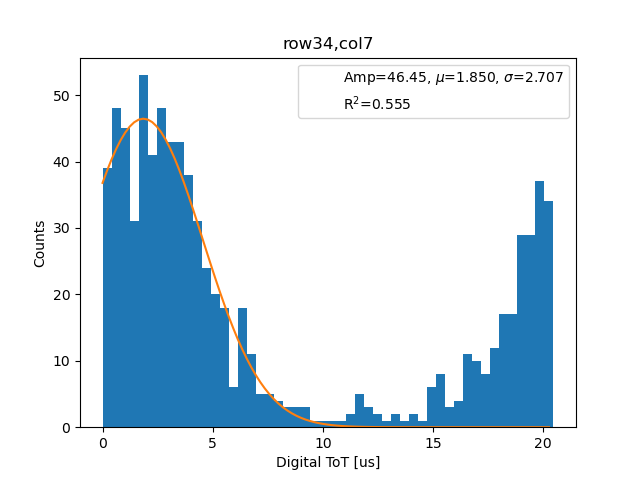 row34,col7
Amp=46.45, μ=1.850, σ=2.707
R²=0.555
50
40
30
20
10
0
Counts
0 5 10 15 20
Digital ToT [us]